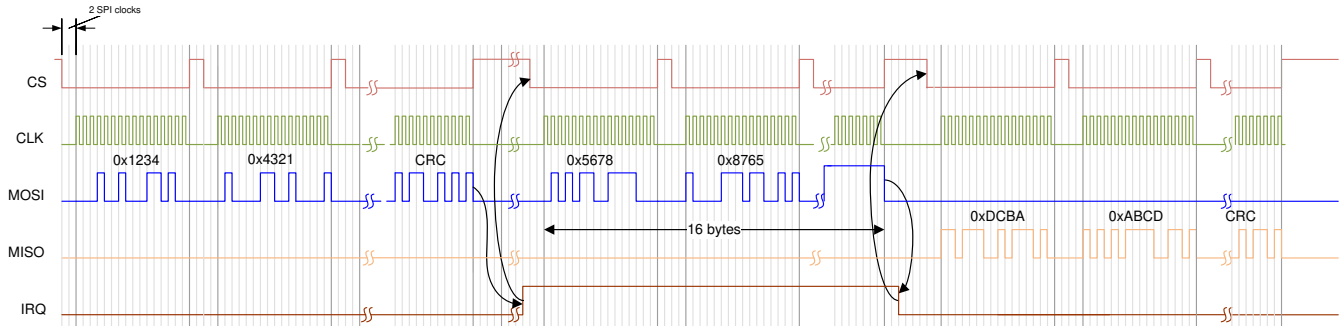 2 SPI clocks
CS
CLK
0x1234 0x4321 CRC 0x5678 0x8765
MOSI
0xDCBA 0xABCD CRC
16 bytes
MISO
IRQ